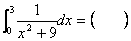 ∫₀³ 1/(x² + 9) dx = (  )